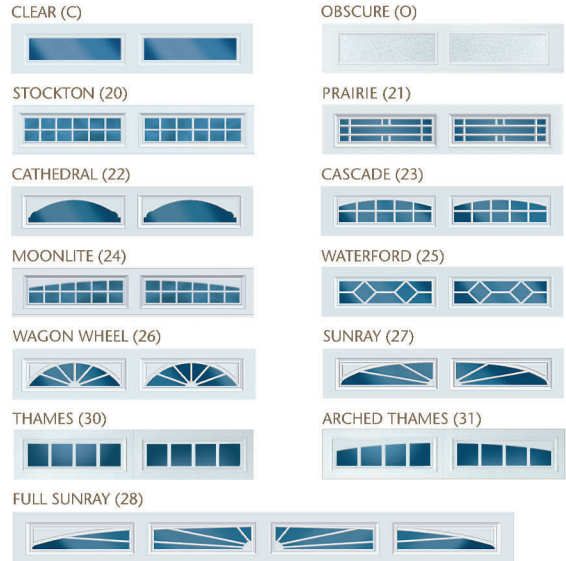 CLEAR (C)
OBSCURE (O)
STOCKTON (20)
PRAIRIE (21)
CATHEDRAL (22)
CASCADE (23)
MOONLITE (24)
WATERFORD (25)
WAGON WHEEL (26)
SUNRAY (27)
THAMES (30)
ARCHED THAMES (31)
FULL SUNRAY (28)